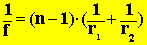 1/f = (n−1)·(1/r₁ + 1/r₂)